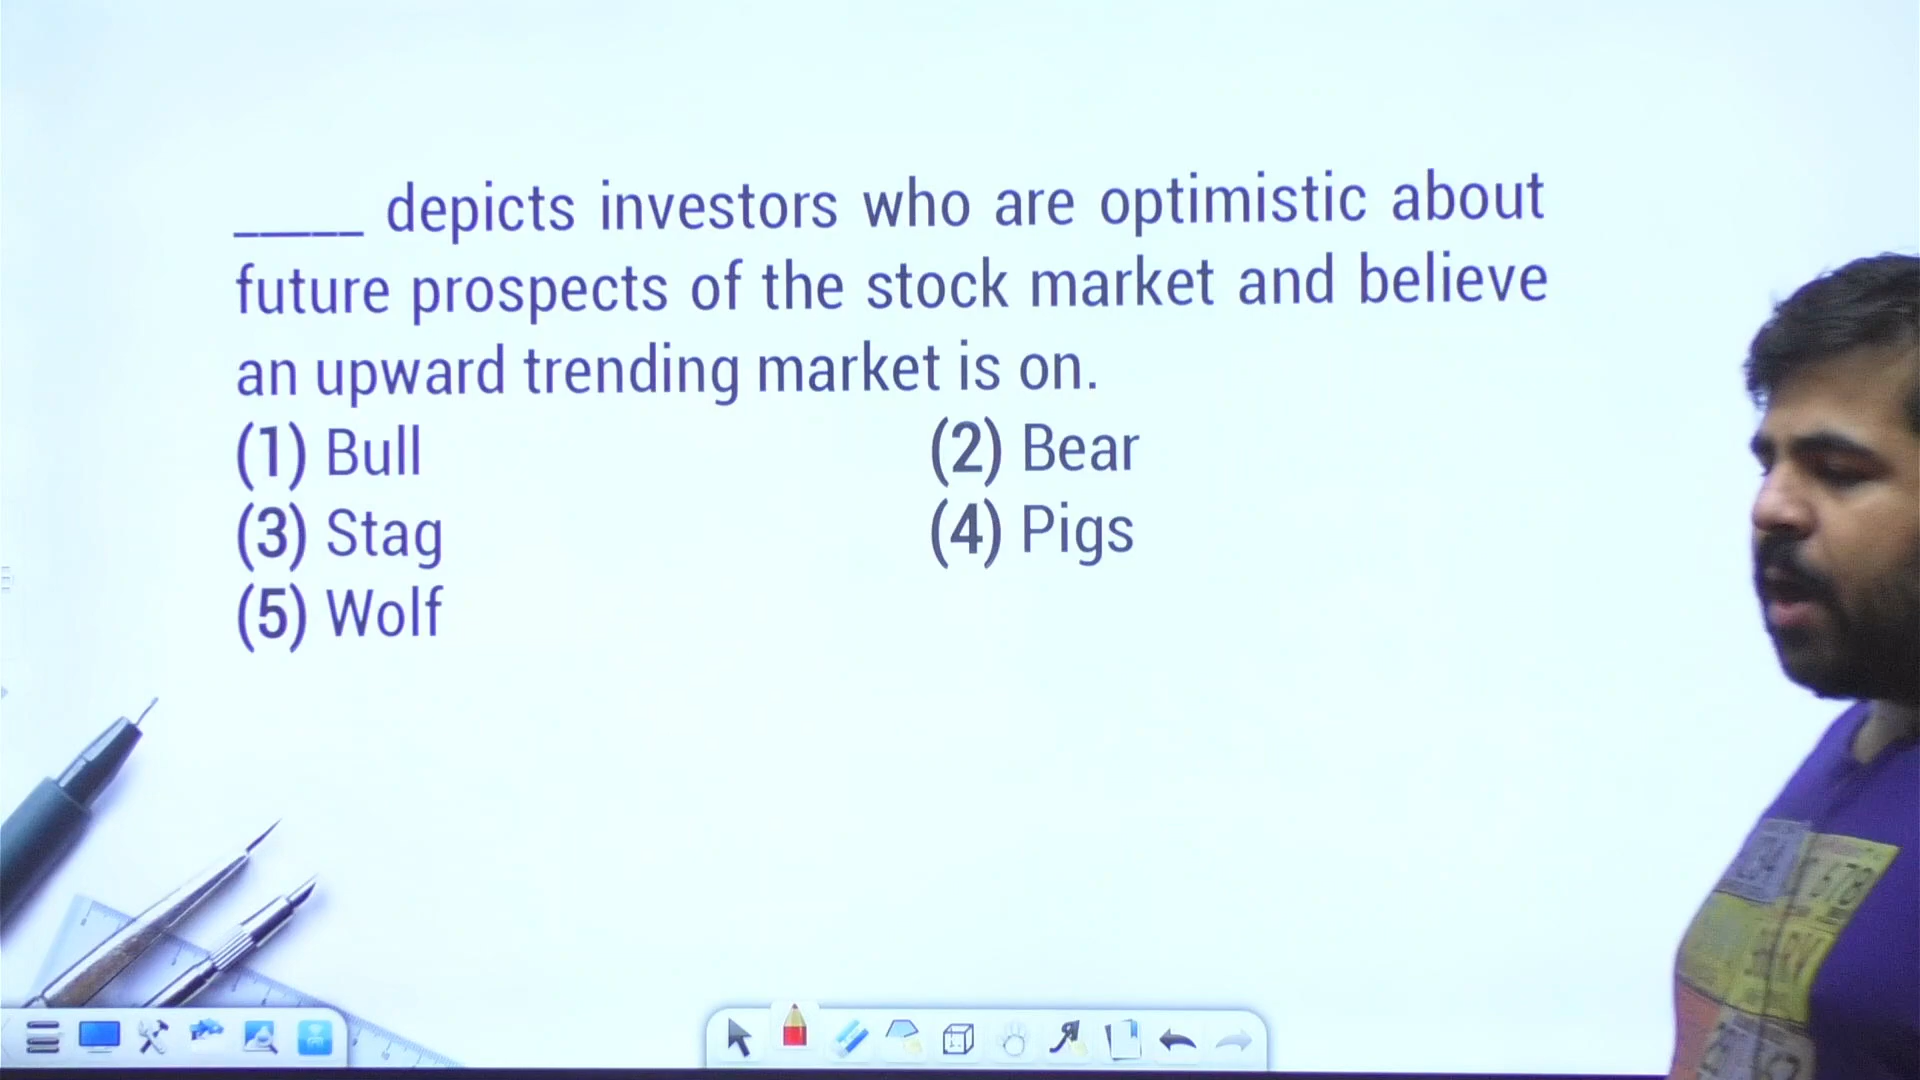 _____ depicts investors who are optimistic about
future prospects of the stock market and believe
an upward trending market is on.
(1) Bull (2) Bear
(3) Stag (4) Pigs
(5) Wolf